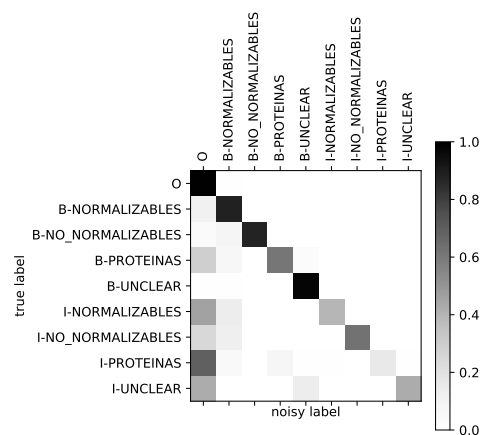 O
B-NORMALIZABLES
B-NO_NORMALIZABLES
B-PROTEINAS
B-UNCLEAR
I-NORMALIZABLES
I-NO_NORMALIZABLES
I-PROTEINAS
I-UNCLEAR
true label
O
B-NORMALIZABLES
B-NO_NORMALIZABLES
B-PROTEINAS
B-UNCLEAR
I-NORMALIZABLES
I-NO_NORMALIZABLES
I-PROTEINAS
I-UNCLEAR
noisy label
1.0
0.8
0.6
0.4
0.2
0.0